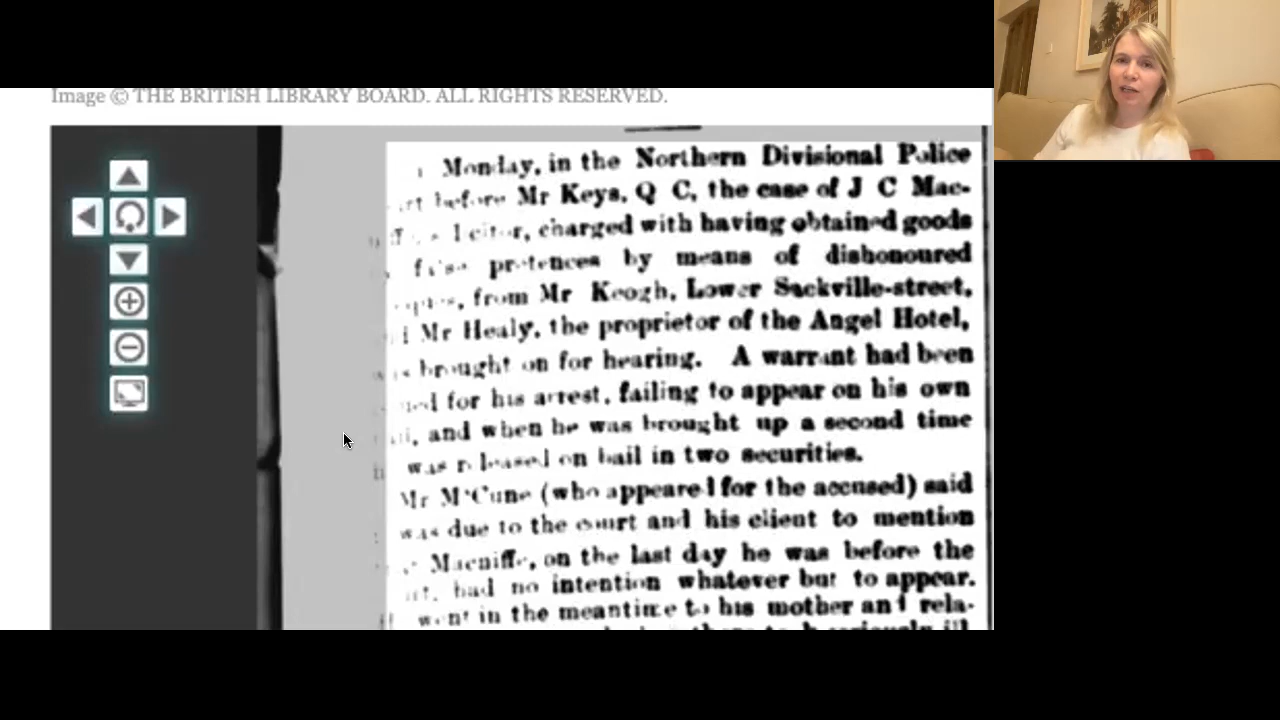 Image © THE BRITISH LIBRARY BOARD. ALL RIGHTS RESERVED.
Monday, in the Northern Divisional Police
before Mr Keys, Q C, the case of J C Mac-
charged with having obtained goods
pretences by means of dishonoured
from Mr Keogh, Lower Sackville-street,
Mr Healy, the proprietor of the Angel Hotel,
brought on for hearing. A warrant had been
for his arrest, failing to appear on his own
and when he was brought up a second time
was released on bail in two securities.
Mr M'Cune (who appeared for the accused) said
was due to the court and his client to mention
Macniffe, on the last day he was before the
had no intention whatever but to appear.
went in the meantime to his mother and rela-